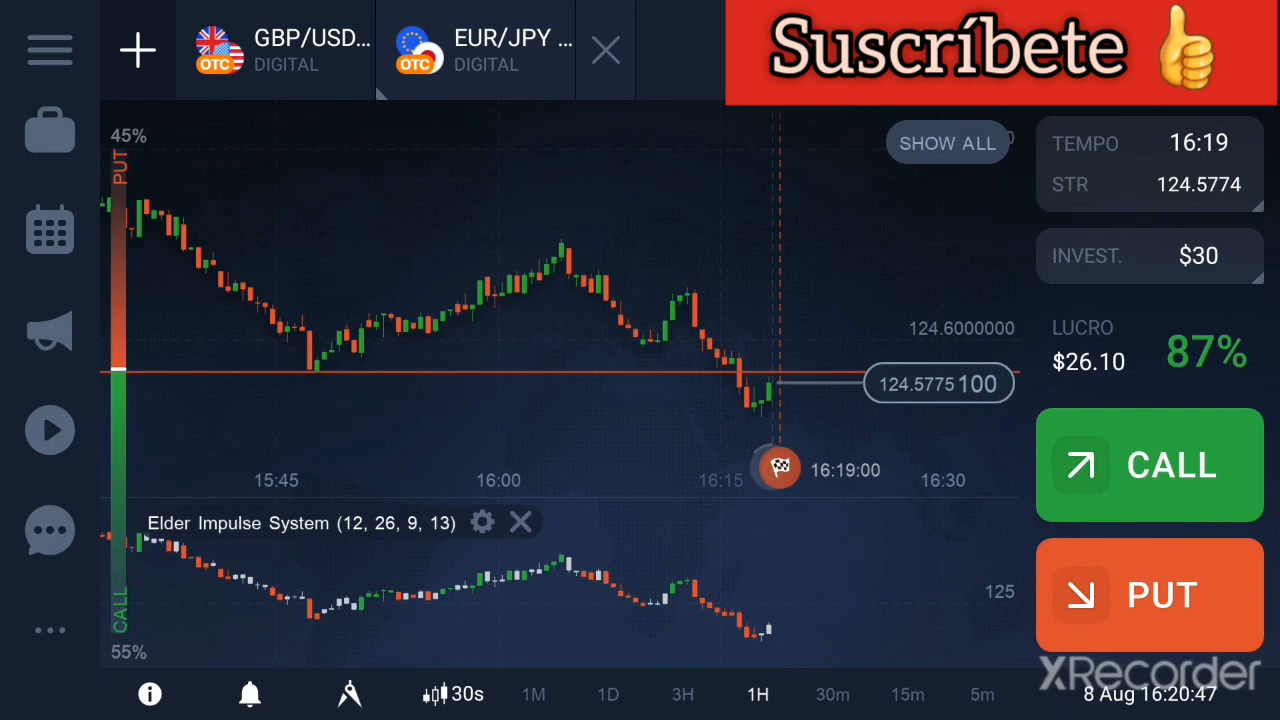 GBP/USD...
OTC
DIGITAL
EUR/JPY ...
OTC
DIGITAL
Suscríbete
45%
PUT
SHOW ALL
TEMPO 16:19
STR 124.5774
INVEST. $30
LUCRO
$26.10
87%
124.6000000
124.5775100
15:45
16:00
16:15
16:19:00
16:30
CALL
PUT
Elder Impulse System (12, 26, 9, 13)
125
CALL
55%
30s
1M
1D
3H
1H
30m
15m
5m
XRecorder
8 Aug 16:20:47